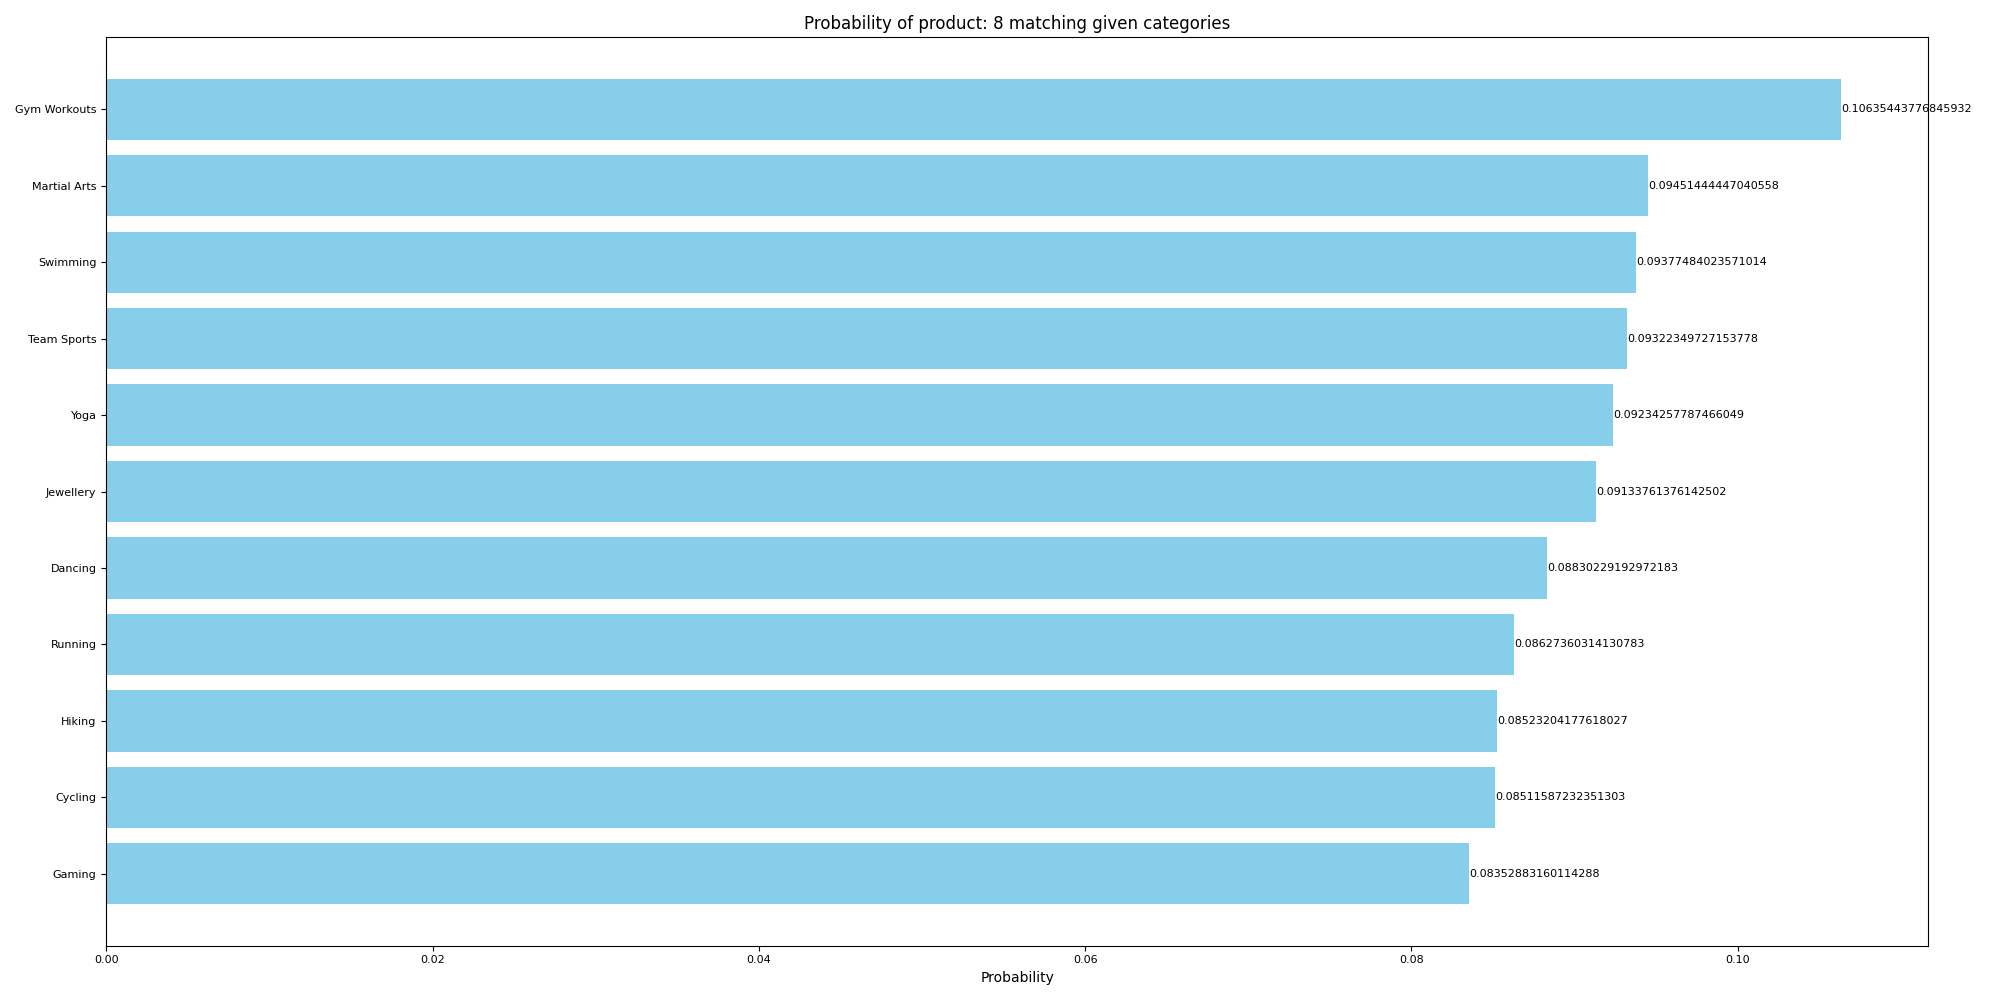 Probability of product: 8 matching given categories
Gym Workouts 0.10635443776845932
Martial Arts 0.09451444447040558
Swimming 0.09377484023571014
Team Sports 0.09322349727153778
Yoga 0.09234257787466049
Jewellery 0.09133761376142502
Dancing 0.08830229192972183
Running 0.08627360314130783
Hiking 0.08523204177618027
Cycling 0.08511587232351303
Gaming 0.08352883160114288
0.00 0.02 0.04 0.06 0.08 0.10
Probability